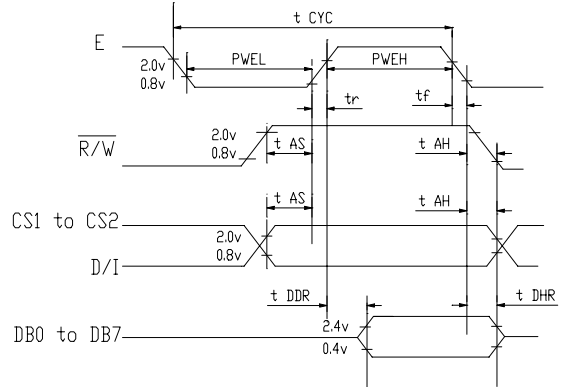 t CYC
E
2.0v
0.8v
PWEL
PWEH
tr
tf
R/W
2.0v
0.8v
t AS
t AH
t AS
t AH
CS1 to CS2
2.0v
0.8v
D/I
t DDR
t DHR
DB0 to DB7
2.4v
0.4v